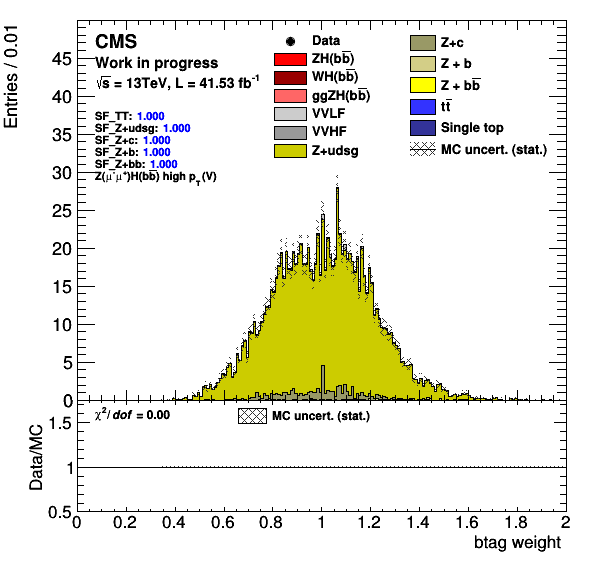 Entries / 0.01
CMS
Work in progress
√s = 13TeV, L = 41.53 fb⁻¹
SF_TT: 1.000
SF_Z+udsg: 1.000
SF_Z+c: 1.000
SF_Z+b: 1.000
SF_Z+bb: 1.000
Z(μ⁻μ⁺)H(bb̅) high p_T (V)
Data
ZH(bb̅)
WH(bb̅)
ggZH(bb̅)
VVLF
VVHF
Z+udsg
Z+c
Z + b
Z + bb̅
tt̅
Single top
MC uncert. (stat.)
45
40
35
30
25
20
15
10
5
0
χ²/dof = 0.00
MC uncert. (stat.)
Data/MC
1.5
1
0.5
0 0.2 0.4 0.6 0.8 1 1.2 1.4 1.6 1.8 2
btag weight